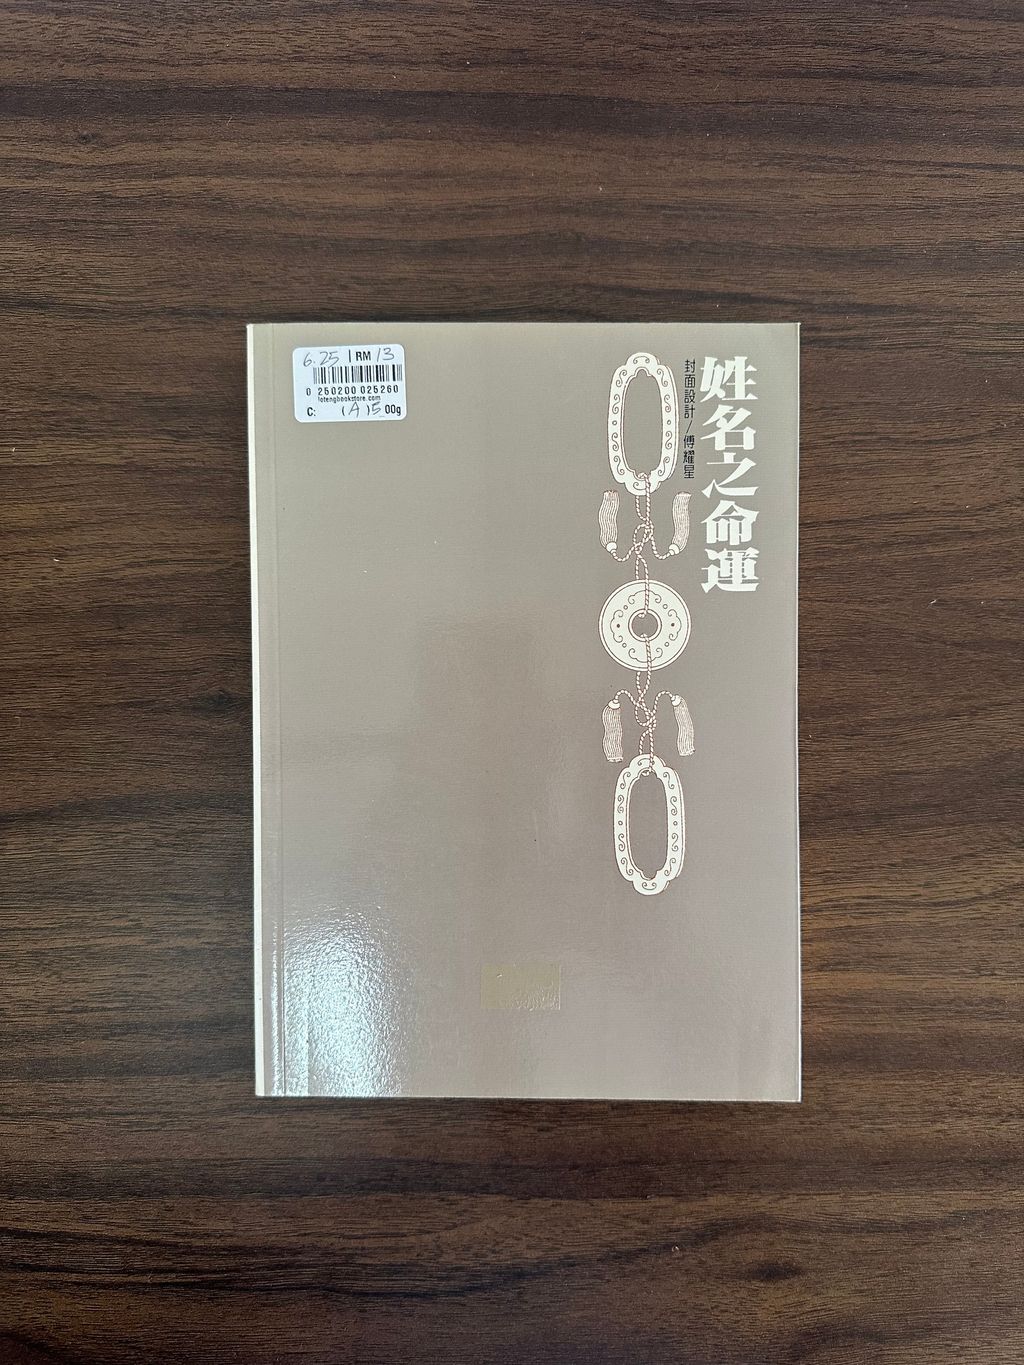 6.25 RM 13
0 250200 025260
lotengbookstore.com
C: (A)15 00g
姓名之命運
封面設計/傅耀星